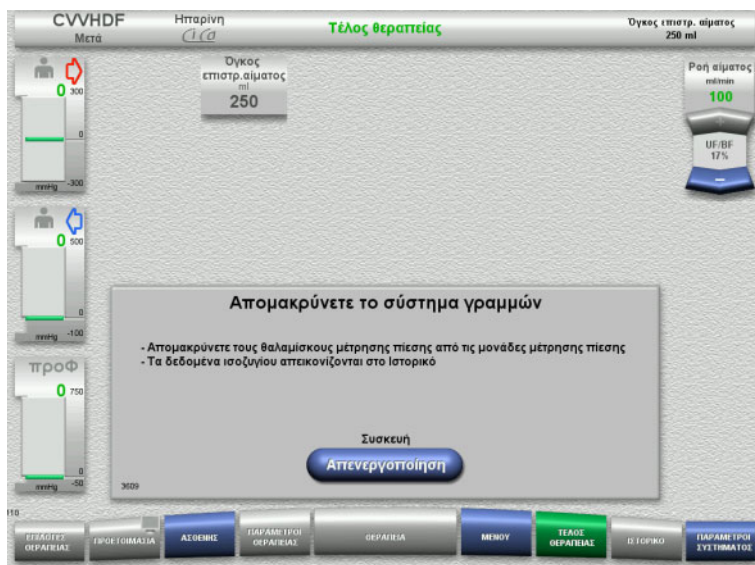 CVVHDF
Μετά
Ηπαρίνη
Ci Ca
Τέλος θεραπείας
Όγκος επιστρ. αίματος
250 ml
Όγκος
επιστρ.αίματος
ml
250
Ροή αίματος
ml/min
100
UF/BF
17%
0
300
0
-300
mmHg
0
500
-100
mmHg
προΦ
0
750
0
-50
mmHg
Απομακρύνετε το σύστημα γραμμών
- Απομακρύνετε τους θαλαμίσκους μέτρησης πίεσης από τις μονάδες μέτρησης πίεσης
- Τα δεδομένα ισοζυγίου απεικονίζονται στο Ιστορικό
Συσκευή
Απενεργοποίηση
3609
ΕΠΙΛΟΓΕΣ
ΘΕΡΑΠΕΙΑΣ
ΠΡΟΕΤΟΙΜΑΣΙΑ
ΑΣΘΕΝΗΣ
ΠΑΡΑΜΕΤΡΟΙ
ΘΕΡΑΠΕΙΑΣ
ΘΕΡΑΠΕΙΑ
ΜΕΝΟΥ
ΤΕΛΟΣ
ΘΕΡΑΠΕΙΑΣ
ΙΣΤΟΡΙΚΟ
ΠΑΡΑΜΕΤΡΟΙ
ΣΥΣΤΗΜΑΤΟΣ